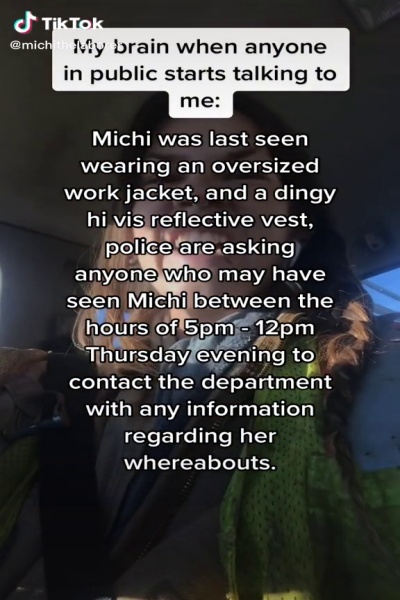 TikTok
@michithelaborer
My brain when anyone
in public starts talking to
me:
Michi was last seen
wearing an oversized
work jacket, and a dingy
hi vis reflective vest,
police are asking
anyone who may have
seen Michi between the
hours of 5pm - 12pm
Thursday evening to
contact the department
with any information
regarding her
whereabouts.